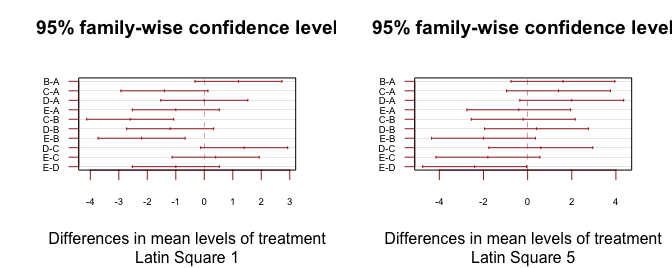 95% family-wise confidence level
B-A
C-A
D-A
E-A
C-B
D-B
E-B
D-C
E-C
E-D
-4 -3 -2 -1 0 1 2 3
Differences in mean levels of treatment
Latin Square 1
95% family-wise confidence level
B-A
C-A
D-A
E-A
C-B
D-B
E-B
D-C
E-C
E-D
-4 -2 0 2 4
Differences in mean levels of treatment
Latin Square 5